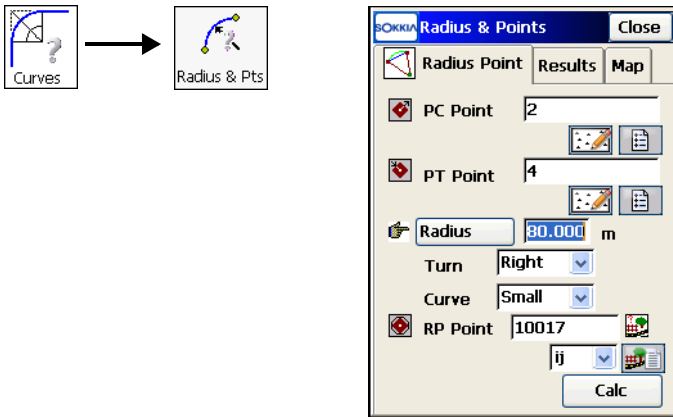 Curves
Radius & Pts
SOKKIA Radius & Points Close
Radius Point Results Map
PC Point 2
PT Point 4
Radius 80.000 m
Turn Right
Curve Small
RP Point 10017
ij
Calc